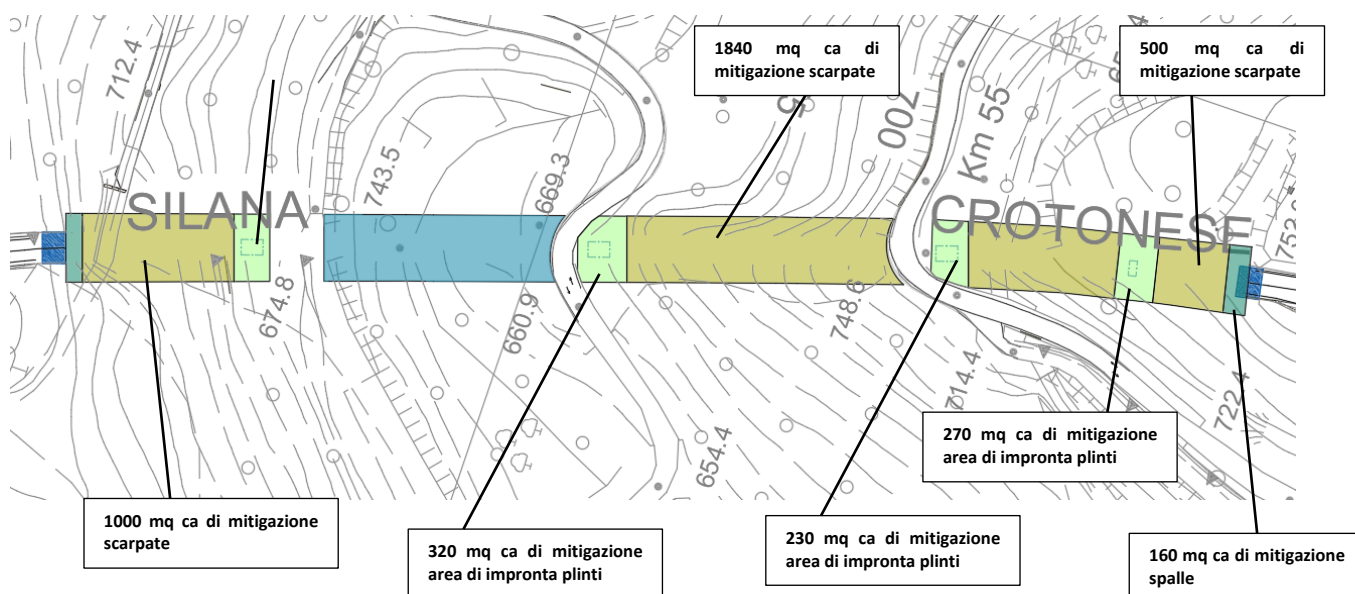 1840 mq ca di
mitigazione scarpate
500 mq ca di
mitigazione scarpate
712.4
743.5
669.3
700
Km 55
SILANA
CROTONESE
674.8
660.9
748.6
714.4
722.4
654.4
270 mq ca di mitigazione
area di impronta plinti
1000 mq ca di mitigazione
scarpate
320 mq ca di mitigazione
area di impronta plinti
230 mq ca di mitigazione
area di impronta plinti
160 mq ca di mitigazione
spalle